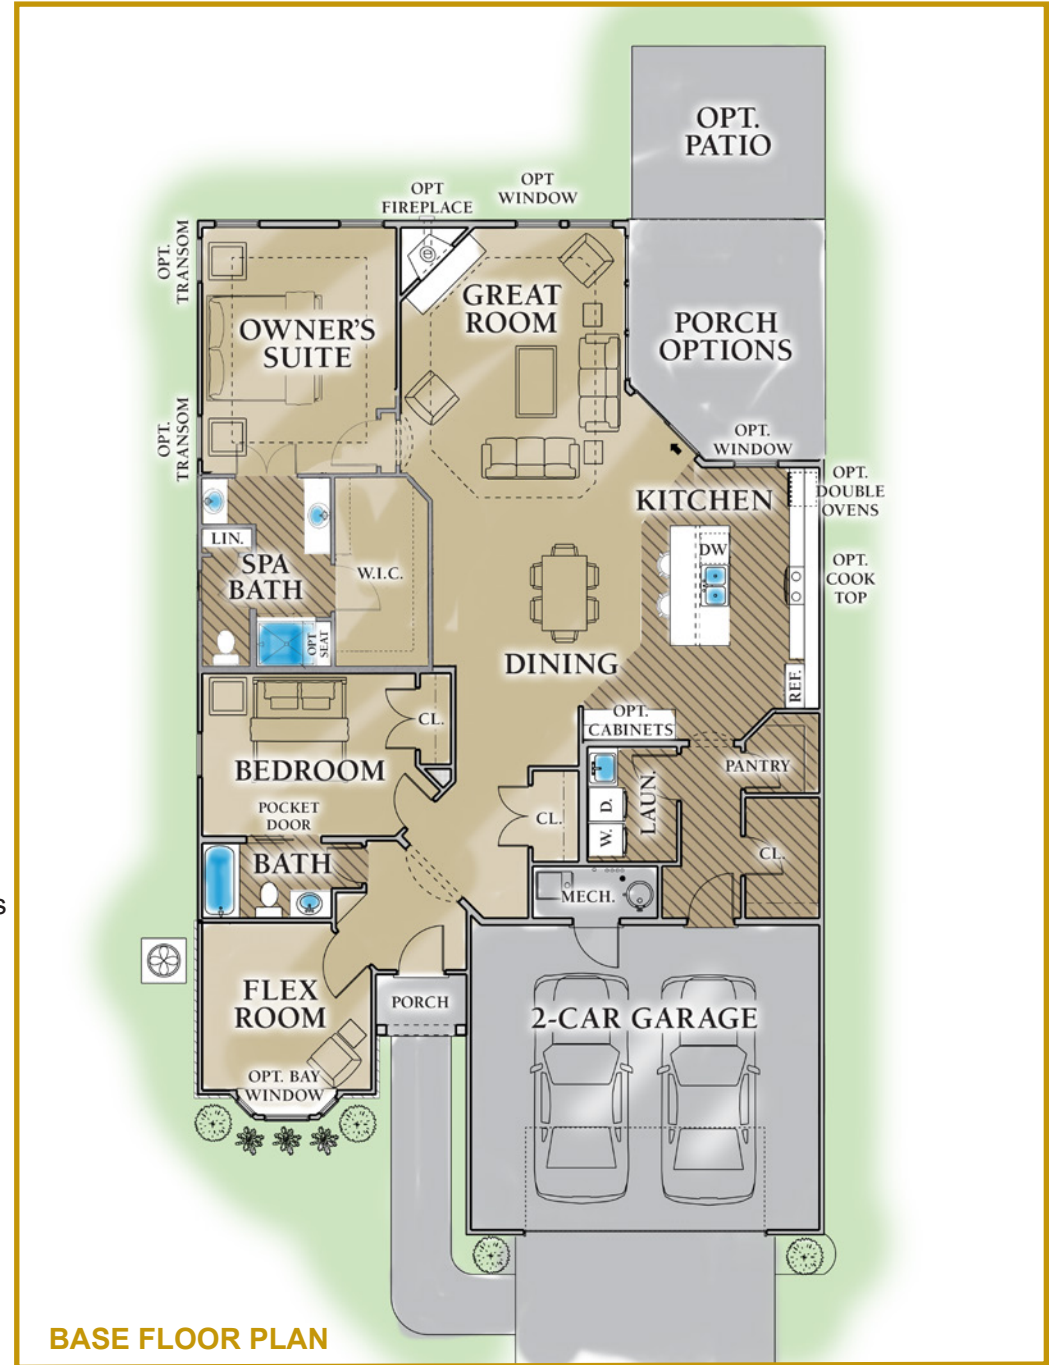 OPT.
PATIO
OPT
FIREPLACE
OPT
WINDOW
OPT.
TRANSOM
OWNER'S
SUITE
GREAT
ROOM
PORCH
OPTIONS
OPT.
TRANSOM
OPT.
WINDOW
KITCHEN
OPT.
DOUBLE
OVENS
LIN.
SPA
BATH
W.I.C.
DW
OPT.
COOK
TOP
OPT
SEAT
DINING
REF.
CL.
OPT.
CABINETS
BEDROOM
PANTRY
POCKET
DOOR
CL.
W. D.
LAUN.
BATH
CL.
MECH.
s
FLEX
ROOM
PORCH
2-CAR GARAGE
OPT. BAY
WINDOW
BASE FLOOR PLAN